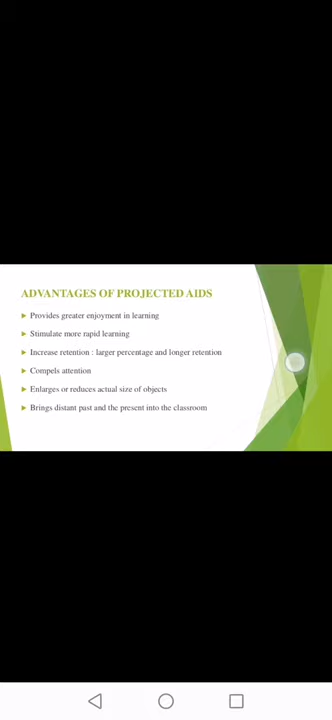 ADVANTAGES OF PROJECTED AIDS
Provides greater enjoyment in learning
Stimulate more rapid learning
Increase retention : larger percentage and longer retention
Compels attention
Enlarges or reduces actual size of objects
Brings distant past and the present into the classroom